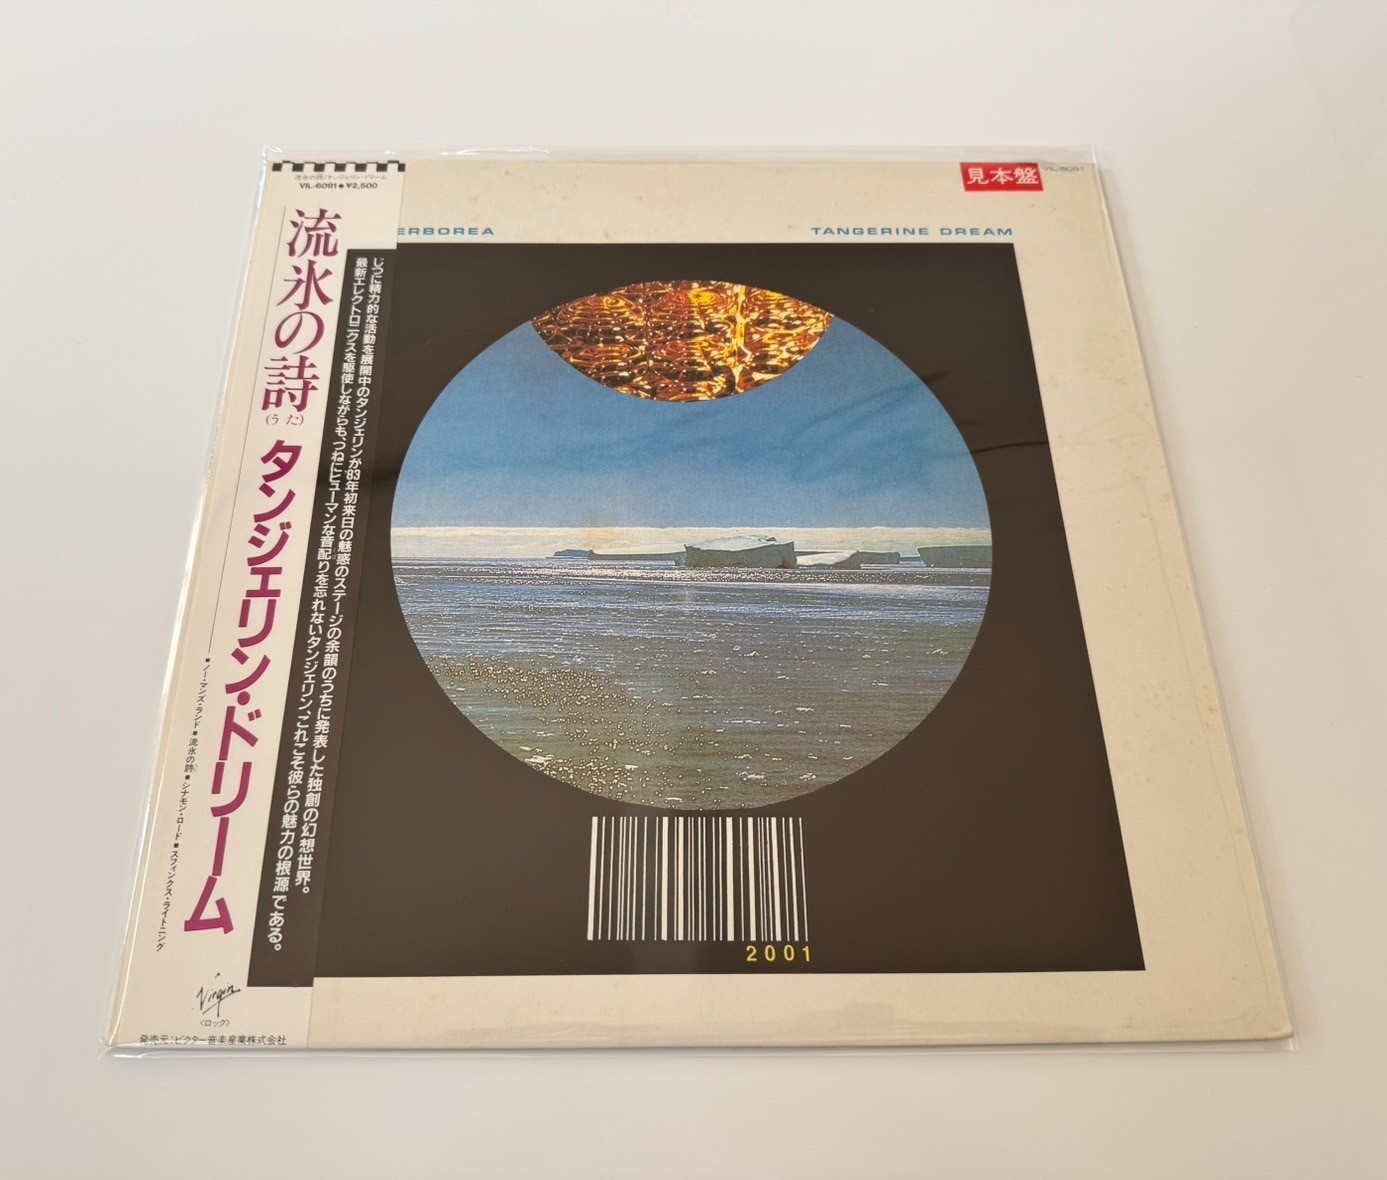 流氷の詩/タンジェリン・ドリーム
VIL-6091●¥2,500
流氷の詩
(うた)
タンジェリン・ドリーム
じつに精力的な活動を展開中のタンジェリンが'83年初来日の魅惑のステージの余韻のうちに発表した独創の幻想世界。
最新エレクトロニクスを駆使しながらも、つねにヒューマンな音配りを忘れないタンジェリン、これこそ彼らの魅力の根源である。
■ノー・マンズ・ランド■流氷の詩■シナモン・ロード■スフィンクス・ライトニング
Virgin
〈ロック〉
発売元：ビクター音楽産業株式会社
ERBOREA
TANGERINE DREAM
見本盤
VIL-6091
2001